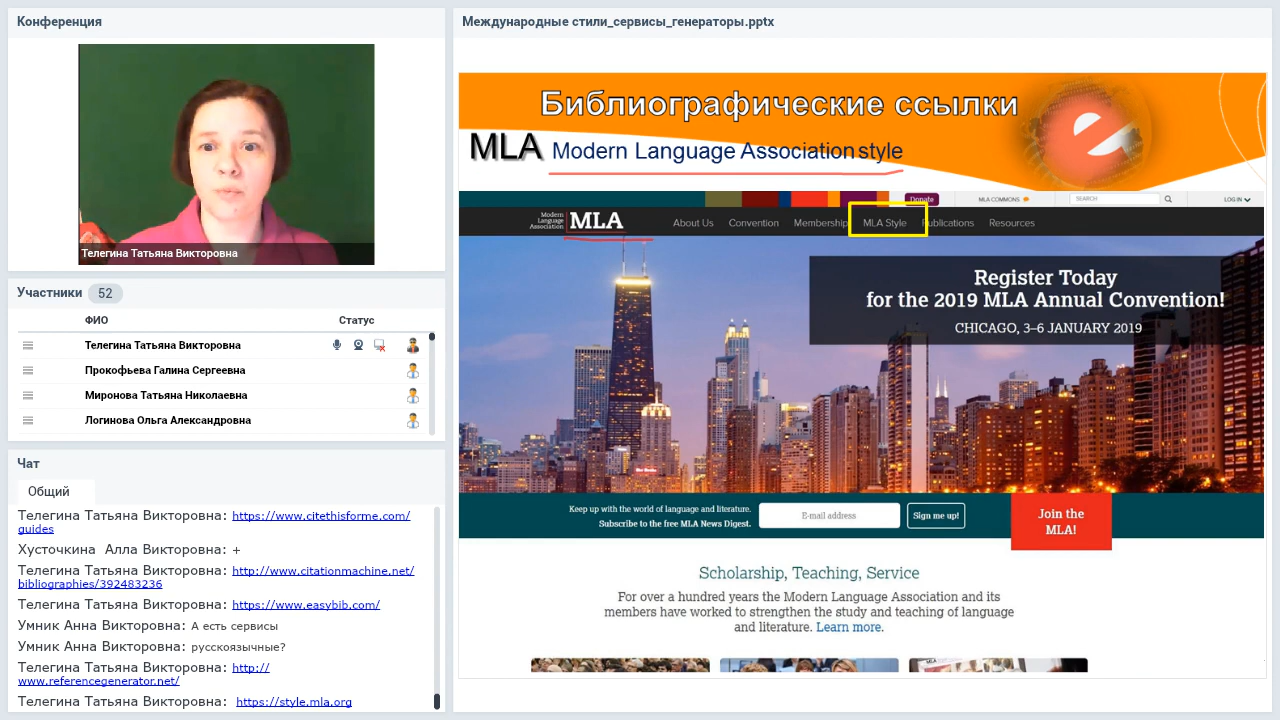 Конференция
Телегина Татьяна Викторовна
Участники 52
ФИО Статус
Телегина Татьяна Викторовна
Прокофьева Галина Сергеевна
Миронова Татьяна Николаевна
Логинова Ольга Александровна
Чат
Общий
Телегина Татьяна Викторовна: https://www.citethisforme.com/
guides
Хусточкина Алла Викторовна: +
Телегина Татьяна Викторовна: http://www.citationmachine.net/
bibliographies/392483236
Телегина Татьяна Викторовна: https://www.easybib.com/
Умник Анна Викторовна: А есть сервисы
Умник Анна Викторовна: русскоязычные?
Телегина Татьяна Викторовна: http://
www.referencegenerator.net/
Телегина Татьяна Викторовна: https://style.mla.org
Международные стили_сервисы_генераторы.pptx
Библиографические ссылки
MLA Modern Language Association style
Donate MLA COMMONS SEARCH LOG IN
Modern
Language
Association
MLA
About Us Convention Membership MLA Style Publications Resources
Register Today
for the 2019 MLA Annual Convention!
CHICAGO, 3–6 JANUARY 2019
Keep up with the world of language and literature.
Subscribe to the free MLA News Digest.
E-mail address
Sign me up!
Join the
MLA!
Scholarship, Teaching, Service
For over a hundred years the Modern Language Association and its
members have worked to strengthen the study and teaching of language
and literature. Learn more.